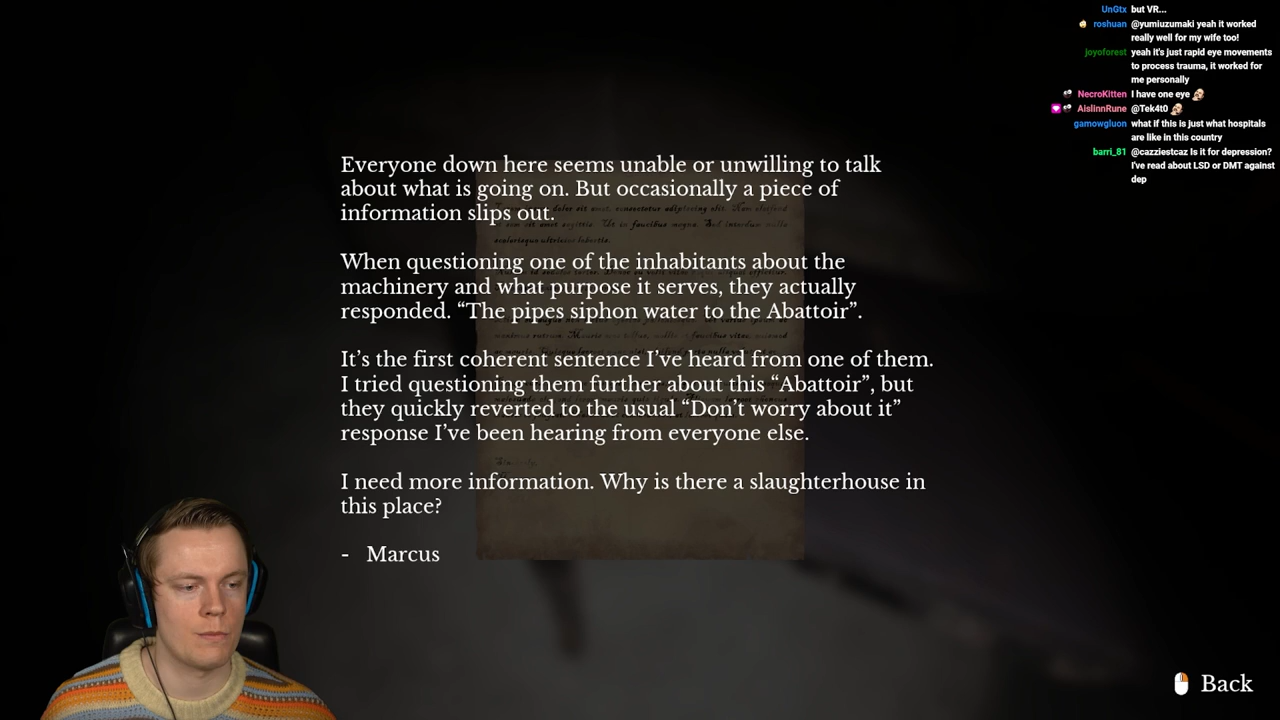 Everyone down here seems unable or unwilling to talk
about what is going on. But occasionally a piece of
information slips out.
When questioning one of the inhabitants about the
machinery and what purpose it serves, they actually
responded. “The pipes siphon water to the Abattoir”.
It’s the first coherent sentence I’ve heard from one of them.
I tried questioning them further about this “Abattoir”, but
they quickly reverted to the usual “Don’t worry about it”
response I’ve been hearing from everyone else.
I need more information. Why is there a slaughterhouse in
this place?
- Marcus
UnGtx but VR...
roshuan @yumiuzumaki yeah it worked
really well for my wife too!
joyoforest yeah it's just rapid eye movements
to process trauma, it worked for
me personally
NecroKitten I have one eye
AislinnRune @Tek4t0
gamowgluon what if this is just what hospitals
are like in this country
barri_81 @cazziestcaz Is it for depression?
I've read about LSD or DMT against
dep
Back